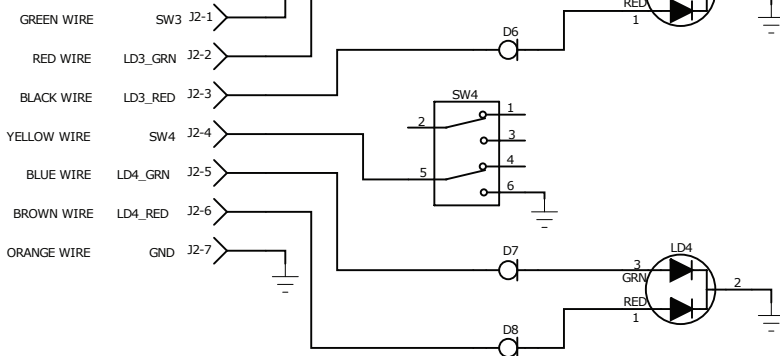 RED
1
GREEN WIRE SW3 J2-1
D6
RED WIRE LD3_GRN J2-2
BLACK WIRE LD3_RED J2-3
SW4
1
2
YELLOW WIRE SW4 J2-4
3
4
BLUE WIRE LD4_GRN J2-5
5
6
BROWN WIRE LD4_RED J2-6
ORANGE WIRE GND J2-7
D7
LD4
3
GRN
2
RED
1
D8